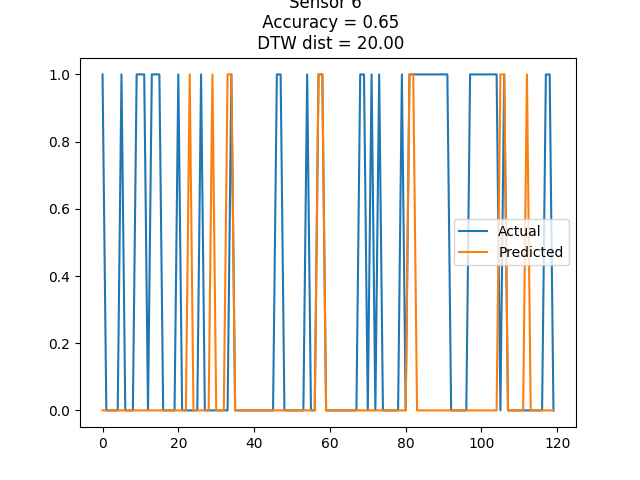 Sensor 6
Accuracy = 0.65
DTW dist = 20.00
1.0
0.8
0.6
0.4
0.2
0.0
Actual
Predicted
0 20 40 60 80 100 120